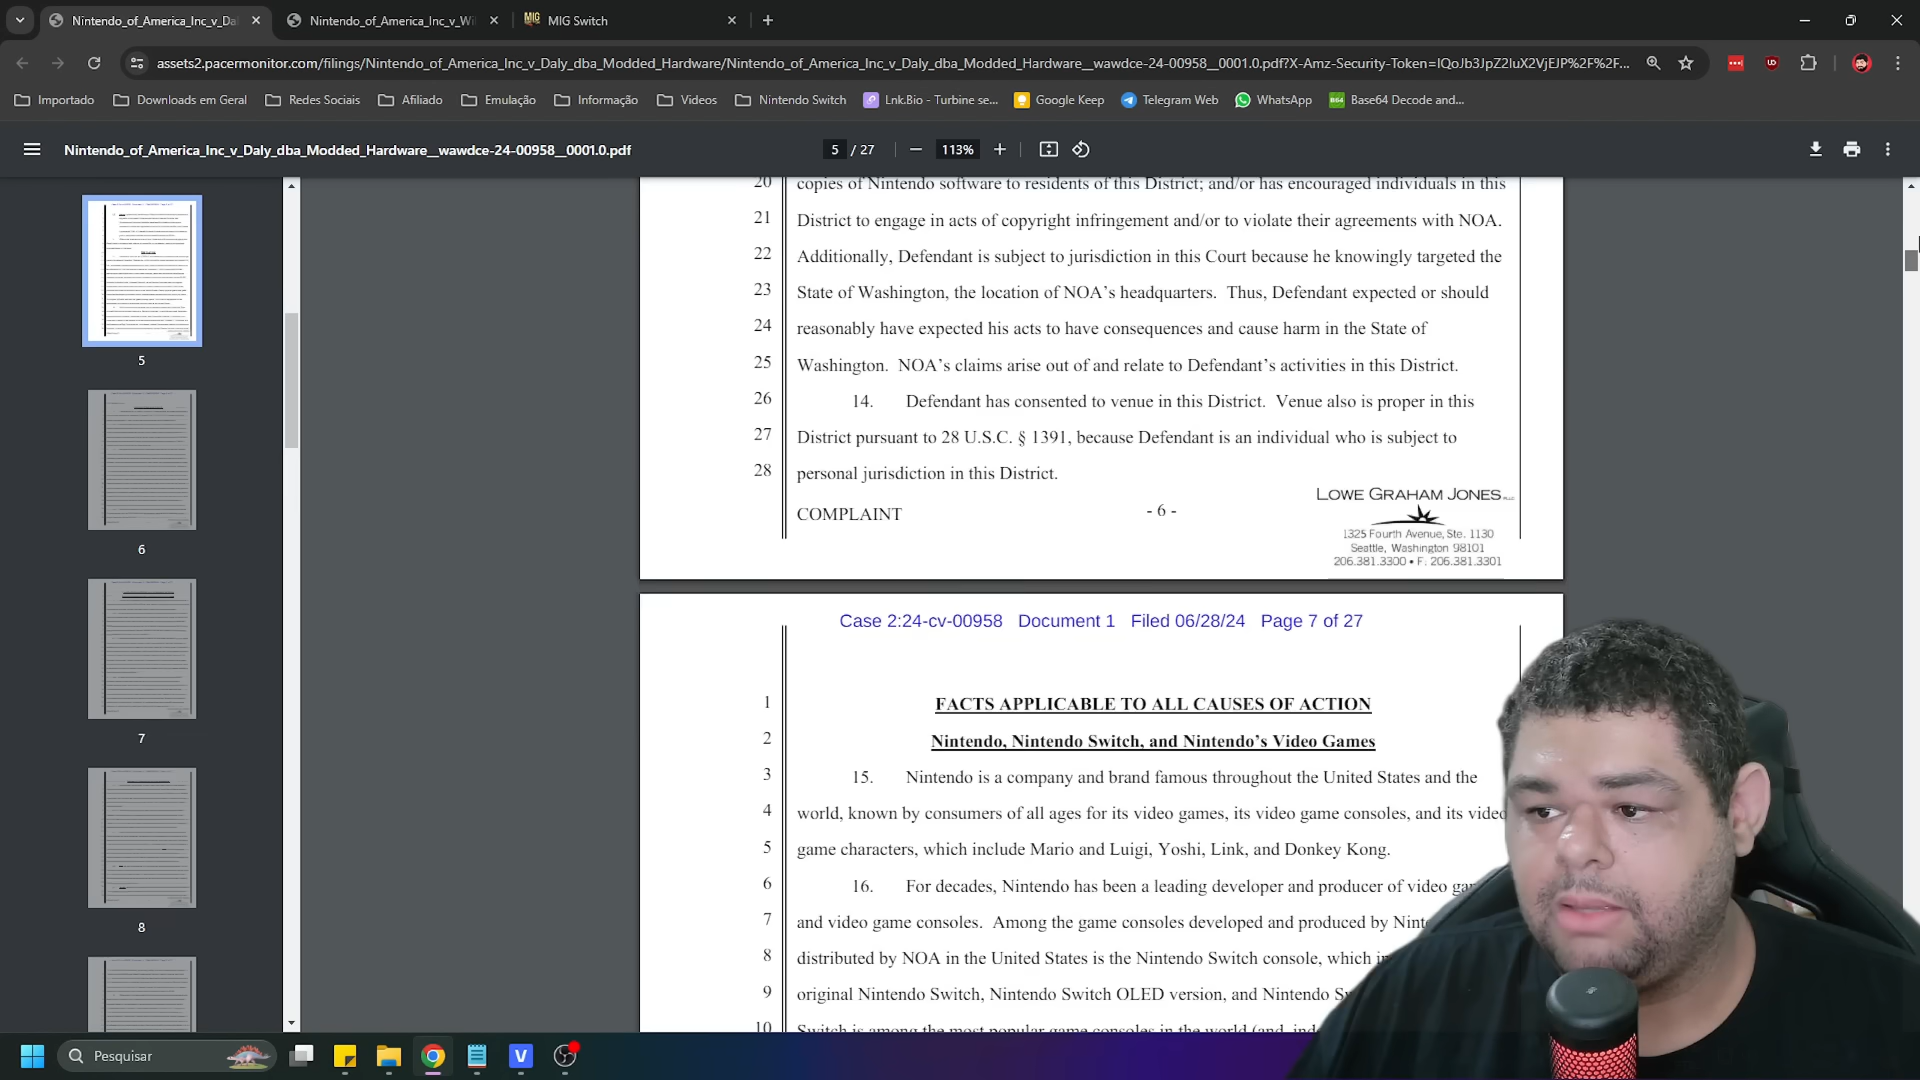 Nintendo_of_America_Inc_v_Da
Nintendo_of_America_Inc_v_Wi
MIG Switch
assets2.pacermonitor.com/filings/Nintendo_of_America_Inc_v_Daly_dba_Modded_Hardware/Nintendo_of_America_Inc_v_Daly_dba_Modded_Hardware__wawdce-24-00958__0001.0.pdf?X-Amz-Security-Token=IQoJb3JpZ2luX2VjEJP%2F%2F...
Importado
Downloads em Geral
Redes Sociais
Afiliado
Emulação
Informação
Videos
Nintendo Switch
Lnk.Bio - Turbine se...
Google Keep
Telegram Web
WhatsApp
Base64 Decode and...
Nintendo_of_America_Inc_v_Daly_dba_Modded_Hardware__wawdce-24-00958__0001.0.pdf
5 / 27
113%
5
6
7
8
20 copies of Nintendo software to residents of this District; and/or has encouraged individuals in this
21 District to engage in acts of copyright infringement and/or to violate their agreements with NOA.
22 Additionally, Defendant is subject to jurisdiction in this Court because he knowingly targeted the
23 State of Washington, the location of NOA's headquarters. Thus, Defendant expected or should
24 reasonably have expected his acts to have consequences and cause harm in the State of
25 Washington. NOA's claims arise out of and relate to Defendant's activities in this District.
26 14. Defendant has consented to venue in this District. Venue also is proper in this
27 District pursuant to 28 U.S.C. § 1391, because Defendant is an individual who is subject to
28 personal jurisdiction in this District.
COMPLAINT
- 6 -
LOWE GRAHAM JONES
1325 Fourth Avenue, Ste. 1130
Seattle, Washington 98101
206.381.3300 • F: 206.381.3301
Case 2:24-cv-00958 Document 1 Filed 06/28/24 Page 7 of 27
1 FACTS APPLICABLE TO ALL CAUSES OF ACTION
2 Nintendo, Nintendo Switch, and Nintendo's Video Games
3 15. Nintendo is a company and brand famous throughout the United States and the
4 world, known by consumers of all ages for its video games, its video game consoles, and its video
5 game characters, which include Mario and Luigi, Yoshi, Link, and Donkey Kong.
6 16. For decades, Nintendo has been a leading developer and producer of video
7 and video game consoles. Among the game consoles developed and produced by
8 distributed by NOA in the United States is the Nintendo Switch console, which
9 original Nintendo Switch, Nintendo Switch OLED version, and Nintendo
10 Switch is among the most popular game consoles in the world (and,
Pesquisar